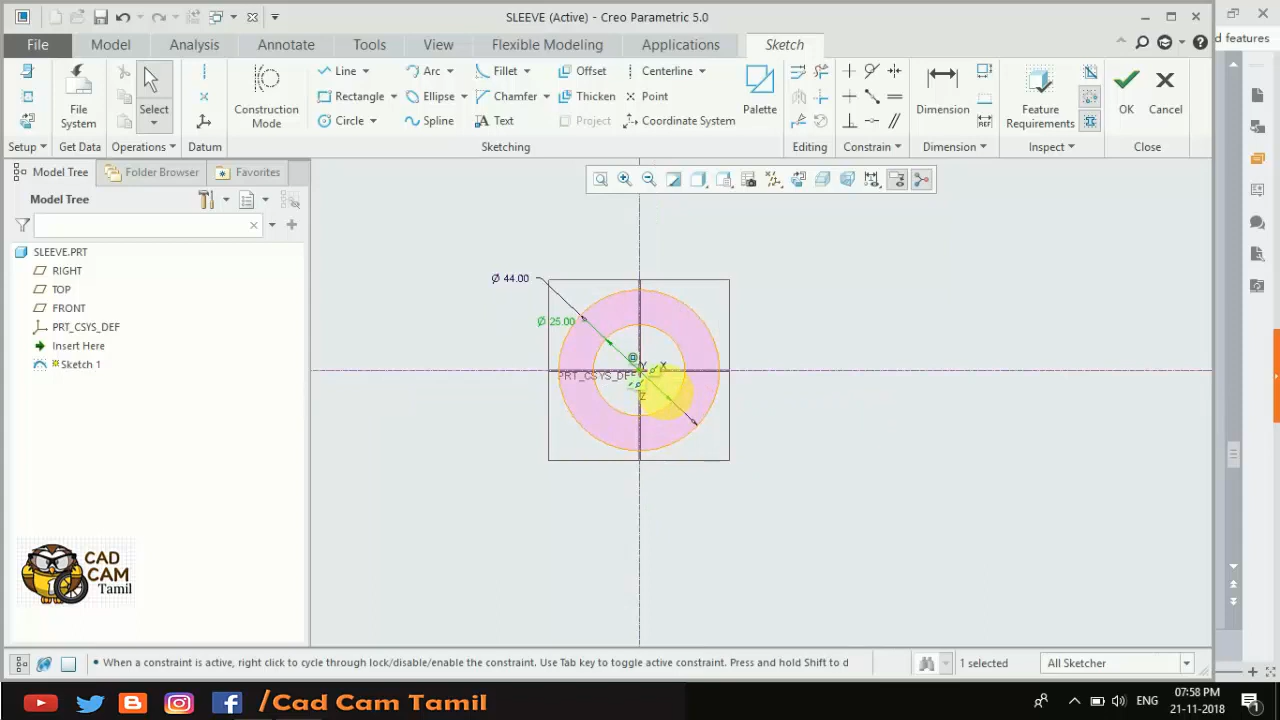 SLEEVE (Active) - Creo Parametric 5.0
File Model Analysis Annotate Tools View Flexible Modeling Applications Sketch
d features
Line Arc Fillet Offset Centerline
Rectangle Ellipse Chamfer Thicken Point
Circle Spline Text Project Coordinate System
File System
Select
Construction Mode
Palette
Dimension
Feature Requirements
OK Cancel
Setup Get Data Operations Datum Sketching Editing Constrain Dimension Inspect Close
Model Tree Folder Browser Favorites
Model Tree
SLEEVE.PRT
RIGHT
TOP
FRONT
PRT_CSYS_DEF
Insert Here
Sketch 1
Ø 44.00
Ø 25.00
Y X
PRT_CSYS_DEF
Z
CAD
CAM
Tamil
When a constraint is active, right click to cycle through lock/disable/enable the constraint. Use Tab key to toggle active constraint. Press and hold Shift to d
1 selected
All Sketcher
/Cad Cam Tamil
ENG
07:58 PM
21-11-2018
1